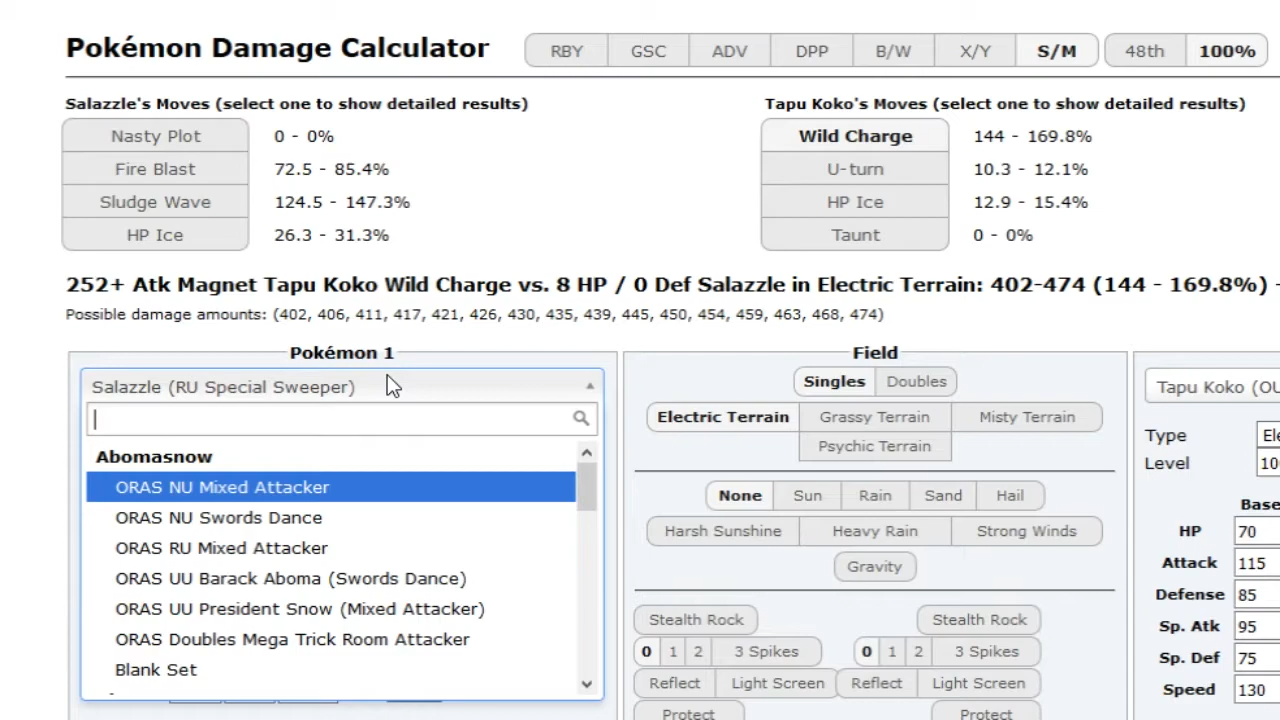 Pokémon Damage Calculator
RBY GSC ADV DPP B/W X/Y S/M 48th 100%
Salazzle's Moves (select one to show detailed results)
Nasty Plot 0 - 0%
Fire Blast 72.5 - 85.4%
Sludge Wave 124.5 - 147.3%
HP Ice 26.3 - 31.3%
Tapu Koko's Moves (select one to show detailed results)
Wild Charge 144 - 169.8%
U-turn 10.3 - 12.1%
HP Ice 12.9 - 15.4%
Taunt 0 - 0%
252+ Atk Magnet Tapu Koko Wild Charge vs. 8 HP / 0 Def Salazzle in Electric Terrain: 402-474 (144 - 169.8%) -
Possible damage amounts: (402, 406, 411, 417, 421, 426, 430, 435, 439, 445, 450, 454, 459, 463, 468, 474)
Pokémon 1
Salazzle (RU Special Sweeper)
Abomasnow
ORAS NU Mixed Attacker
ORAS NU Swords Dance
ORAS RU Mixed Attacker
ORAS UU Barack Aboma (Swords Dance)
ORAS UU President Snow (Mixed Attacker)
ORAS Doubles Mega Trick Room Attacker
Blank Set
Field
Singles Doubles
Electric Terrain Grassy Terrain Misty Terrain
Psychic Terrain
None Sun Rain Sand Hail
Harsh Sunshine Heavy Rain Strong Winds
Gravity
Stealth Rock Stealth Rock
0 1 2 3 Spikes 0 1 2 3 Spikes
Reflect Light Screen Reflect Light Screen
Protect Protect
Tapu Koko (OU
Type Ele
Level 10
Base
HP 70
Attack 115
Defense 85
Sp. Atk 95
Sp. Def 75
Speed 130